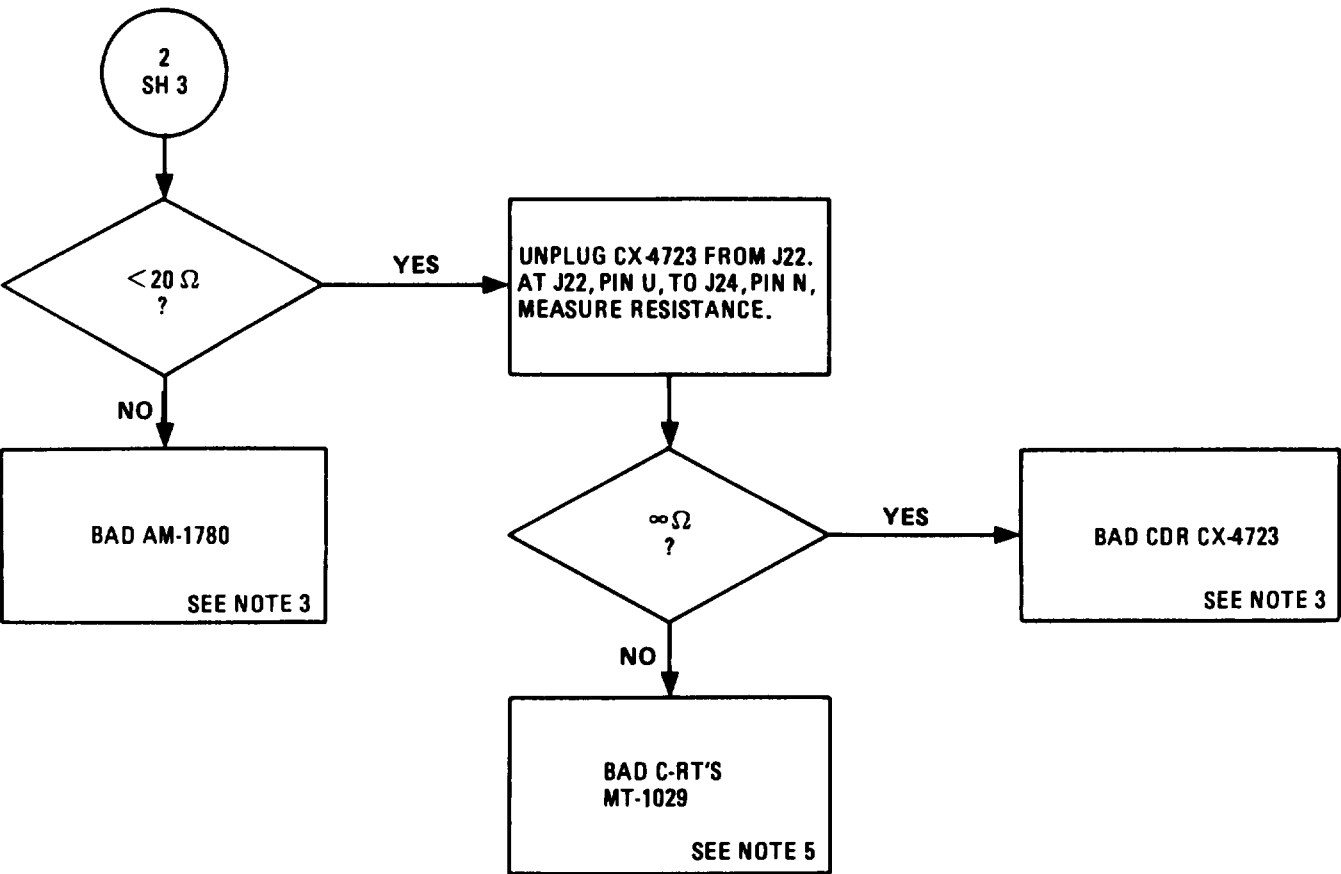 2
SH 3
<20 Ω
?
YES
UNPLUG CX-4723 FROM J22.
AT J22, PIN U, TO J24, PIN N,
MEASURE RESISTANCE.
NO
BAD AM-1780
SEE NOTE 3
∞ Ω
?
YES
BAD CDR CX-4723
SEE NOTE 3
NO
BAD C-RT'S
MT-1029
SEE NOTE 5